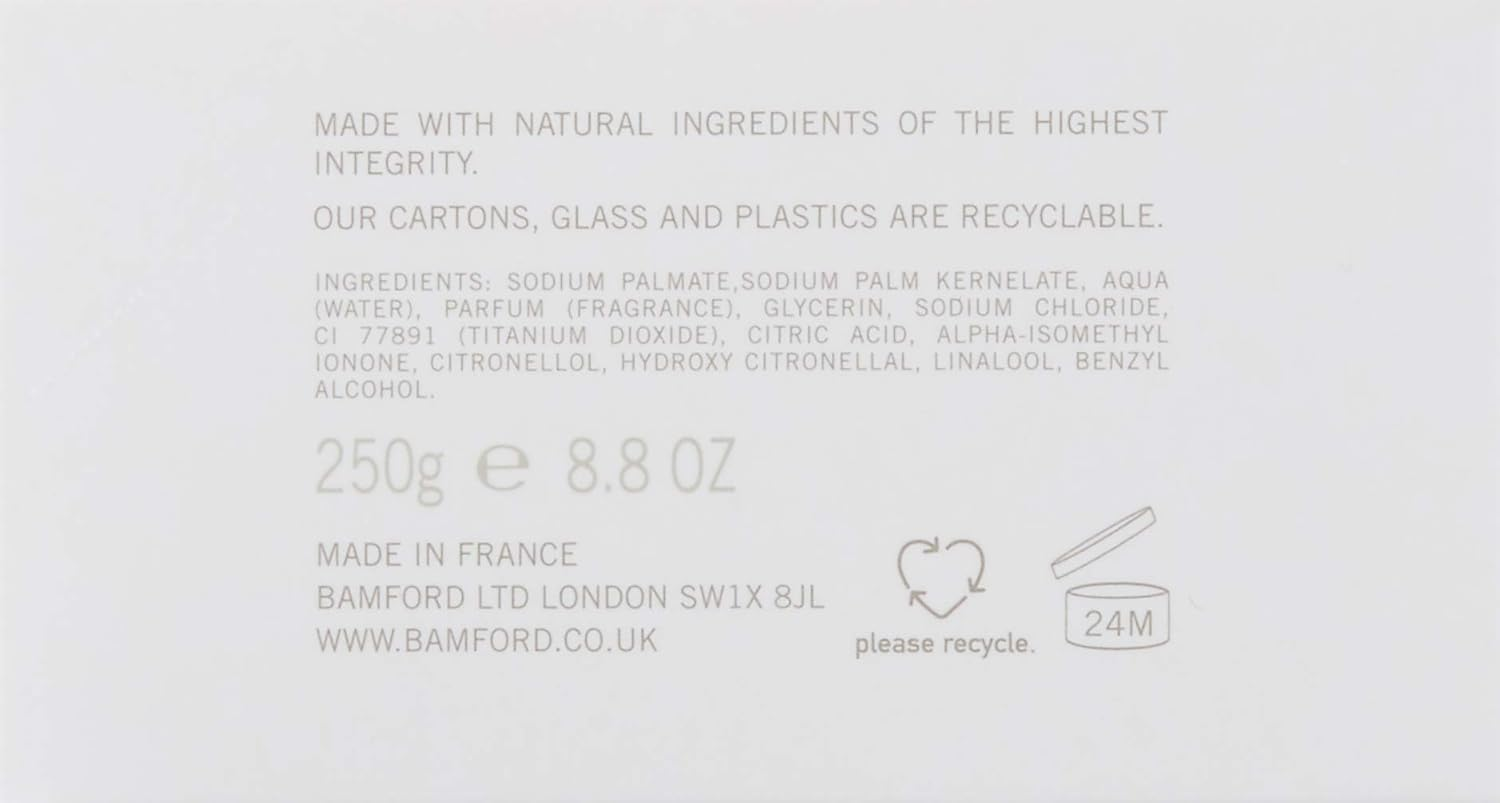 MADE WITH NATURAL INGREDIENTS OF THE HIGHEST
INTEGRITY.
OUR CARTONS, GLASS AND PLASTICS ARE RECYCLABLE.
INGREDIENTS: SODIUM PALMATE,SODIUM PALM KERNELATE, AQUA
(WATER), PARFUM (FRAGRANCE), GLYCERIN, SODIUM CHLORIDE,
CI 77891 (TITANIUM DIOXIDE), CITRIC ACID, ALPHA-ISOMETHYL
IONONE, CITRONELLOL, HYDROXY CITRONELLAL, LINALOOL, BENZYL
ALCOHOL.
250g e 8.8 OZ
MADE IN FRANCE
BAMFORD LTD LONDON SW1X 8JL
WWW.BAMFORD.CO.UK
please recycle.
24M